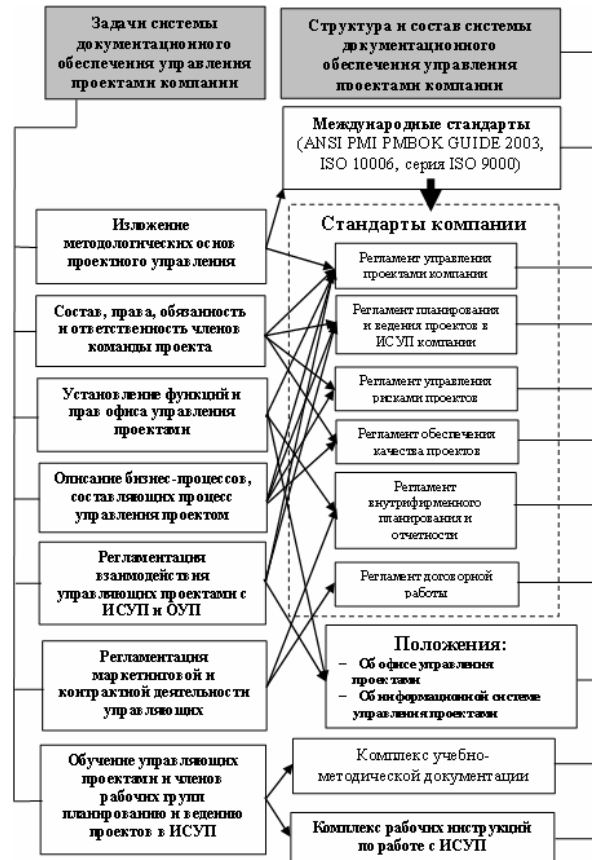 Задачи системы
документационного
обеспечения управления
проектами компании
Структура и состав системы
документационного
обеспечения управления
проектами компании
Международные стандарты
(ANSI PMI PMBOK GUIDE 2003,
ISO 10006, серия ISO 9000)
Изложение
методологических основ
проектного управления
Состав, права, обязанность
и ответственность членов
команды проекта
Установление функций и
прав офиса управления
проектами
Описание бизнес-процессов,
составляющих процесс
управления проектом
Регламентация
взаимодействия
управляющих проектами с
ИСУП и ОУП
Регламентация
маркетинговой и
контрактной деятельности
управляющих
Обучение управляющих
проектами и членов
рабочих групп
планированию и ведению
проектов в ИСУП
Стандарты компании
Регламент управления
проектами компании
Регламент планирования
и ведения проектов в
ИСУП компании
Регламент управления
рисками проектов
Регламент обеспечения
качества проектов
Регламент
внутрифирменного
планирования и
отчетности
Регламент договорной
работы
Положения:
– Об офисе управления
проектами
– Об информационной системе
управления проектами
Комплекс учебно-
методической документации
Комплекс рабочих инструкций
по работе с ИСУП